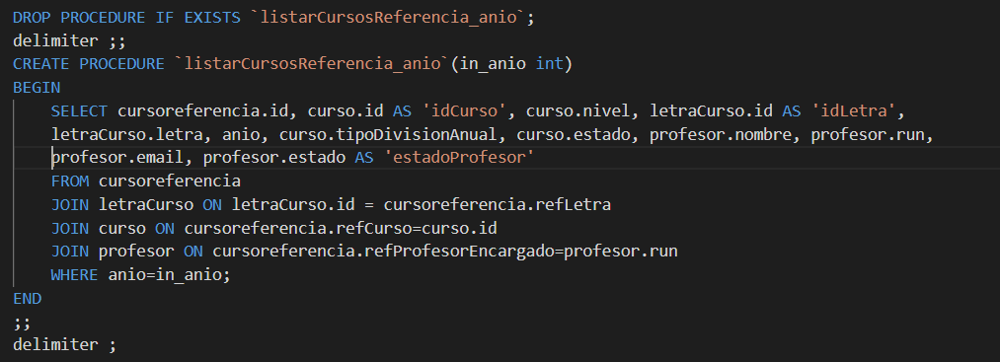 DROP PROCEDURE IF EXISTS `listarCursosReferencia_anio`;
delimiter ;;
CREATE PROCEDURE `listarCursosReferencia_anio`(in_anio int)
BEGIN
    SELECT cursoreferencia.id, curso.id AS 'idCurso', curso.nivel, letraCurso.id AS 'idLetra',
    letraCurso.letra, anio, curso.tipoDivisionAnual, curso.estado, profesor.nombre, profesor.run,
    profesor.email, profesor.estado AS 'estadoProfesor'
    FROM cursoreferencia
    JOIN letraCurso ON letraCurso.id = cursoreferencia.refLetra
    JOIN curso ON cursoreferencia.refCurso=curso.id
    JOIN profesor ON cursoreferencia.refProfesorEncargado=profesor.run
    WHERE anio=in_anio;
END
;;
delimiter ;